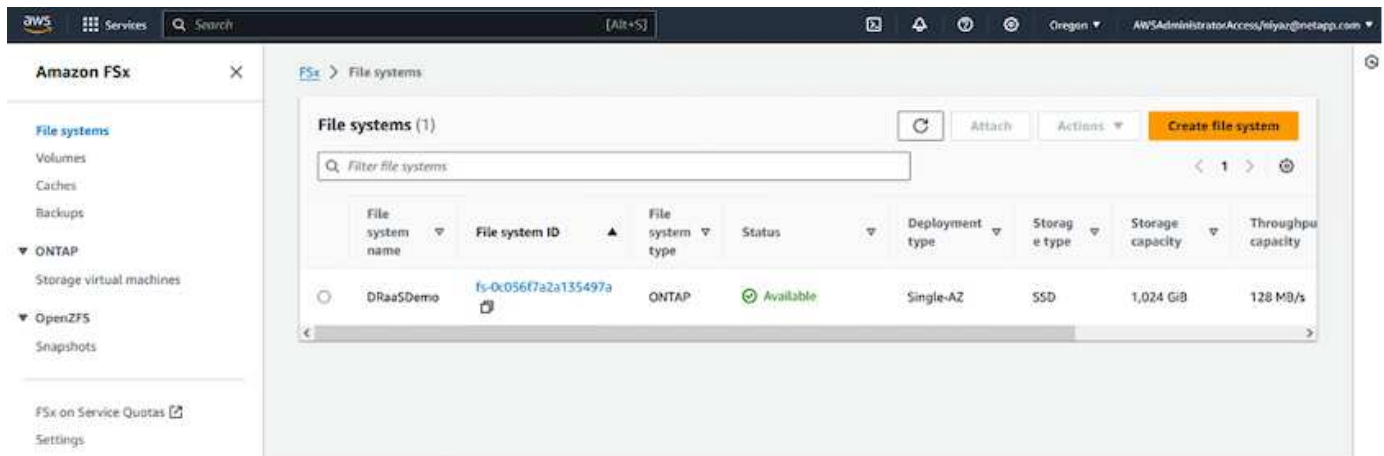 aws Services Search [Alt+S] Oregon AWSAdministratorAccess/niyaz@netapp.com
Amazon FSx
File systems
Volumes
Caches
Backups
ONTAP
Storage virtual machines
OpenZFS
Snapshots
FSx on Service Quotas
Settings
FSx > File systems
File systems (1) Attach Actions Create file system
Filter file systems
< 1 >
File system name File system ID File system type Status Deployment type Storag e type Storage capacity Throughpu capacity
DRaaSDemo fs-0c056f7a2a135497a ONTAP Available Single-AZ SSD 1,024 GiB 128 MB/s